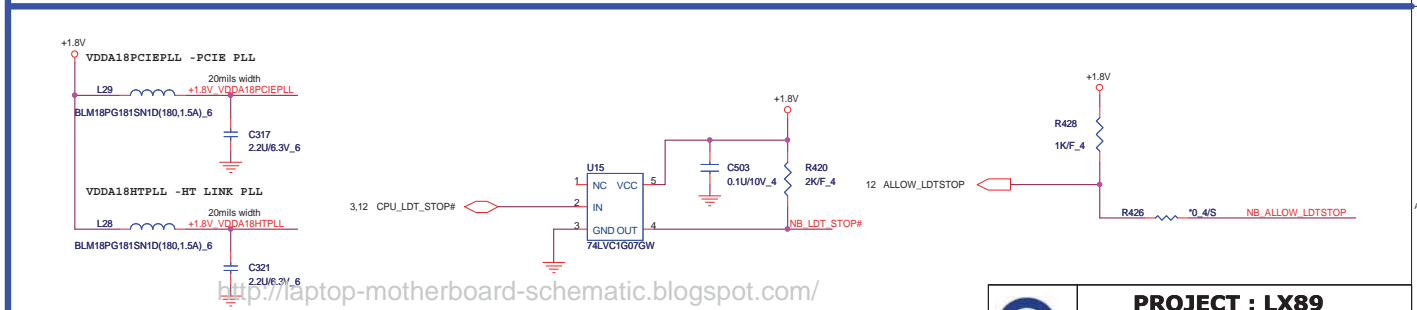 +1.8V
VDDA18PCIEPLL -PCIE PLL
20mils width
L29
+1.8V_VDDA18PCIEPLL
BLM18PG181SN1D(180,1.5A)_6
C317
2.2U/6.3V_6
VDDA18HTPLL -HT LINK PLL
20mils width
L28
+1.8V_VDDA18HTPLL
BLM18PG181SN1D(180,1.5A)_6
C321
2.2U/6.3V_6
3,12 CPU_LDT_STOP#
U15
1 NC VCC 5
2 IN
3 GND OUT 4
74LVC1G07GW
+1.8V
C503
0.1U/10V_4
R420
2K/F_4
NB_LDT_STOP#
+1.8V
R428
1K/F_4
12 ALLOW_LDTSTOP
R426 *0_4/S NB_ALLOW_LDTSTOP
http://laptop-motherboard-schematic.blogspot.com/
PROJECT : LX89